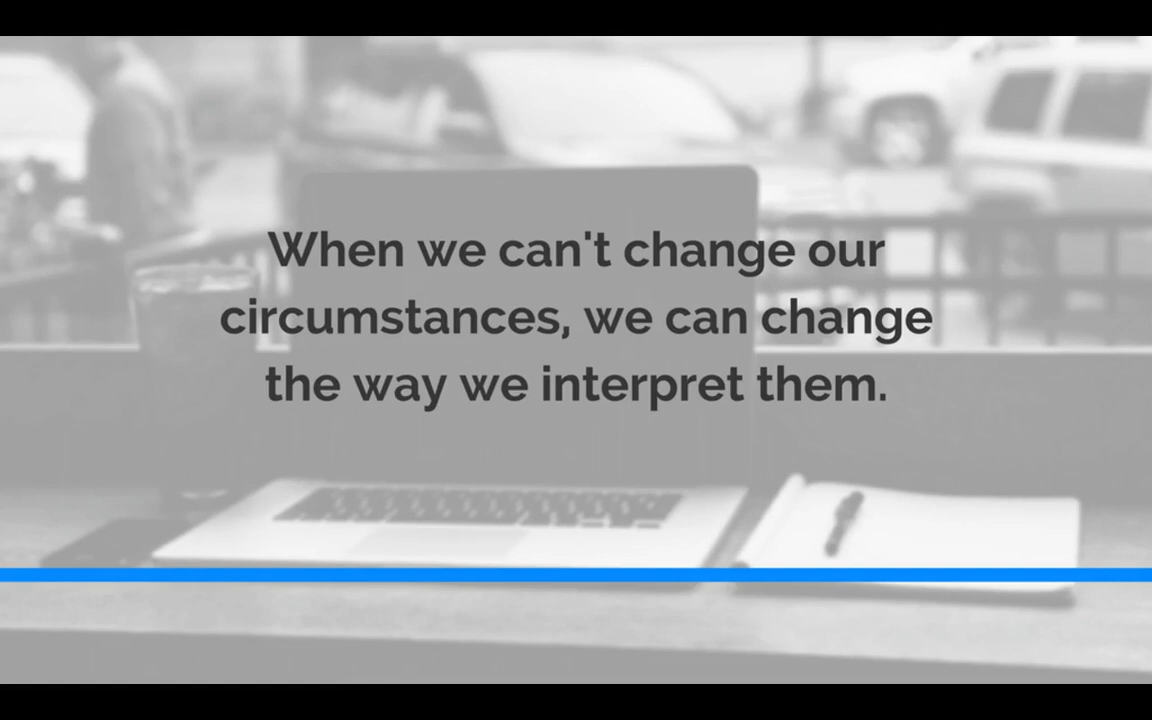 When we can't change our
circumstances, we can change
the way we interpret them.